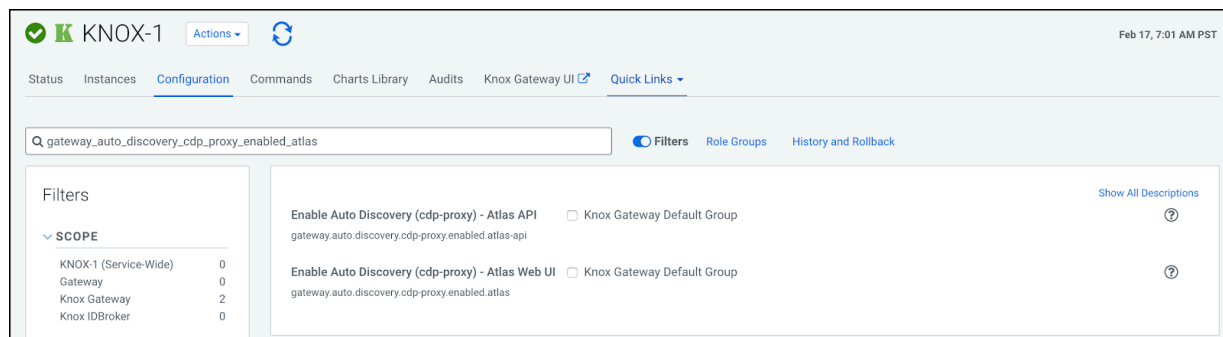 KNOX-1 Actions Feb 17, 7:01 AM PST
Status Instances Configuration Commands Charts Library Audits Knox Gateway UI Quick Links
gateway_auto_discovery_cdp_proxy_enabled_atlas Filters Role Groups History and Rollback
Filters
Show All Descriptions
SCOPE
KNOX-1 (Service-Wide) 0
Gateway 0
Knox Gateway 2
Knox IDBroker 0
Enable Auto Discovery (cdp-proxy) - Atlas API Knox Gateway Default Group
gateway.auto.discovery.cdp-proxy.enabled.atlas-api
Enable Auto Discovery (cdp-proxy) - Atlas Web UI Knox Gateway Default Group
gateway.auto.discovery.cdp-proxy.enabled.atlas